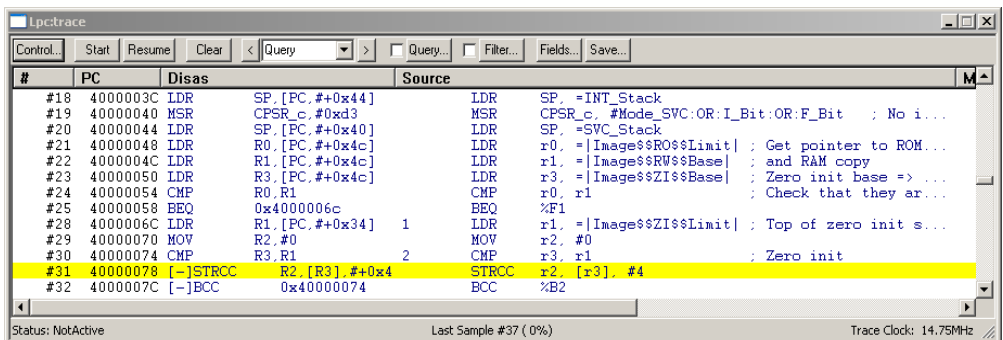 Lpc:trace
Control... Start Resume Clear < Query > Query... Filter... Fields... Save...
# PC Disas Source M
#18 4000003C LDR SP,[PC,#+0x44] LDR SP, =INT_Stack
#19 40000040 MSR CPSR_c,#0xd3 MSR CPSR_c, #Mode_SVC:OR:I_Bit:OR:F_Bit ; No i...
#20 40000044 LDR SP,[PC,#+0x40] LDR SP, =SVC_Stack
#21 40000048 LDR R0,[PC,#+0x4c] LDR r0, =|Image$$RO$$Limit| ; Get pointer to ROM...
#22 4000004C LDR R1,[PC,#+0x4c] LDR r1, =|Image$$RW$$Base| ; and RAM copy
#23 40000050 LDR R3,[PC,#+0x4c] LDR r3, =|Image$$ZI$$Base| ; Zero init base => ...
#24 40000054 CMP R0,R1 CMP r0, r1 ; Check that they ar...
#25 40000058 BEQ 0x4000006c BEQ %F1
#28 4000006C LDR R1,[PC,#+0x34] 1 LDR r1, =|Image$$ZI$$Limit| ; Top of zero init s...
#29 40000070 MOV R2,#0 MOV r2, #0
#30 40000074 CMP R3,R1 2 CMP r3, r1 ; Zero init
#31 40000078 [-]STRCC R2,[R3],#+0x4 STRCC r2, [r3], #4
#32 4000007C [-]BCC 0x40000074 BCC %B2
Status: NotActive Last Sample #37 ( 0%) Trace Clock: 14.75MHz